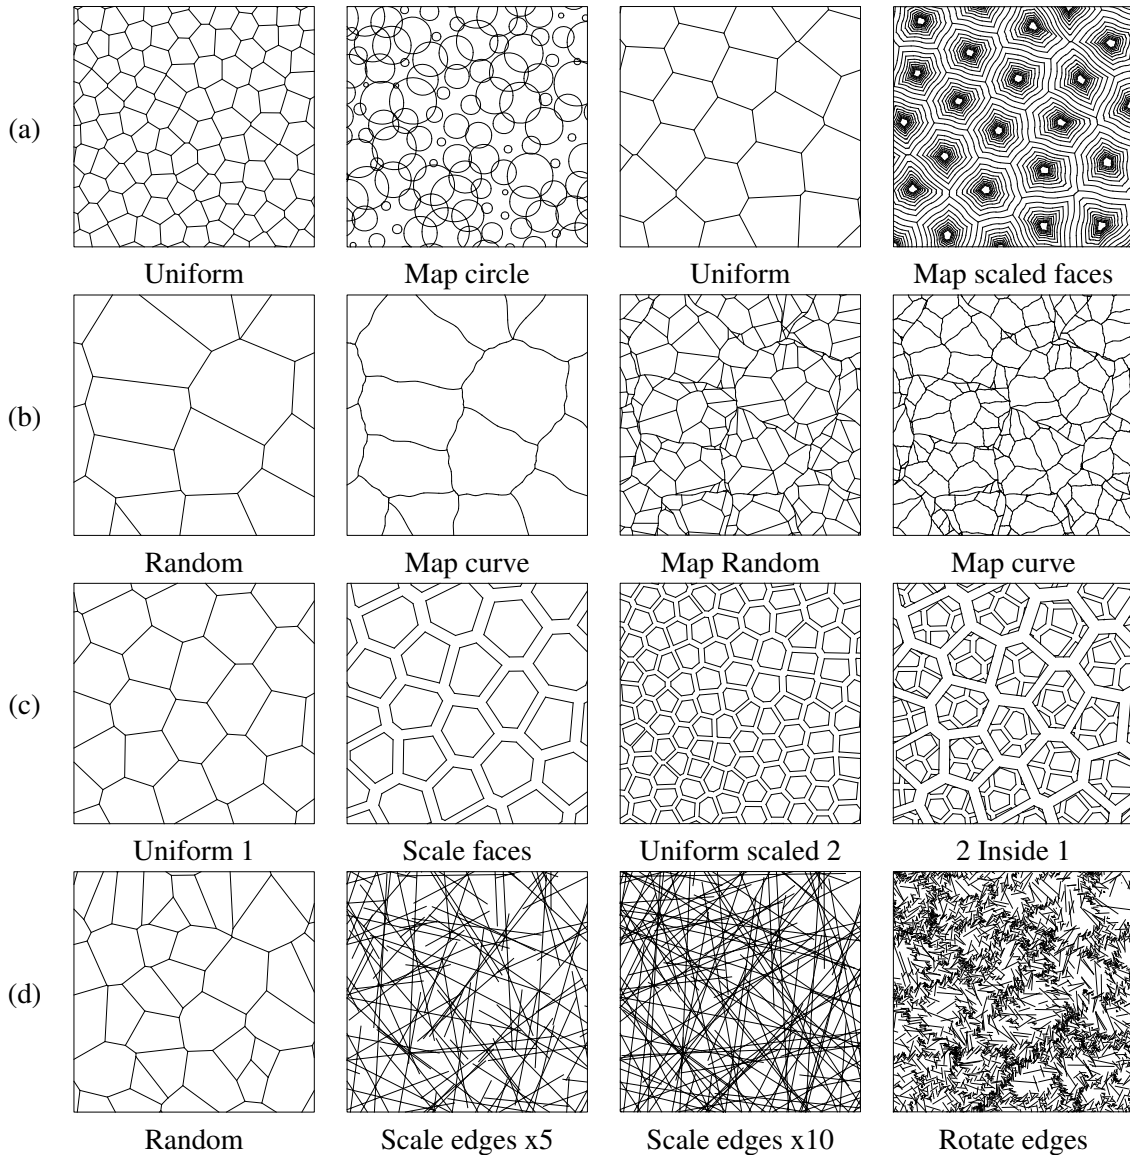 (a)
Uniform Map circle Uniform Map scaled faces
(b)
Random Map curve Map Random Map curve
(c)
Uniform 1 Scale faces Uniform scaled 2 2 Inside 1
(d)
Random Scale edges x5 Scale edges x10 Rotate edges